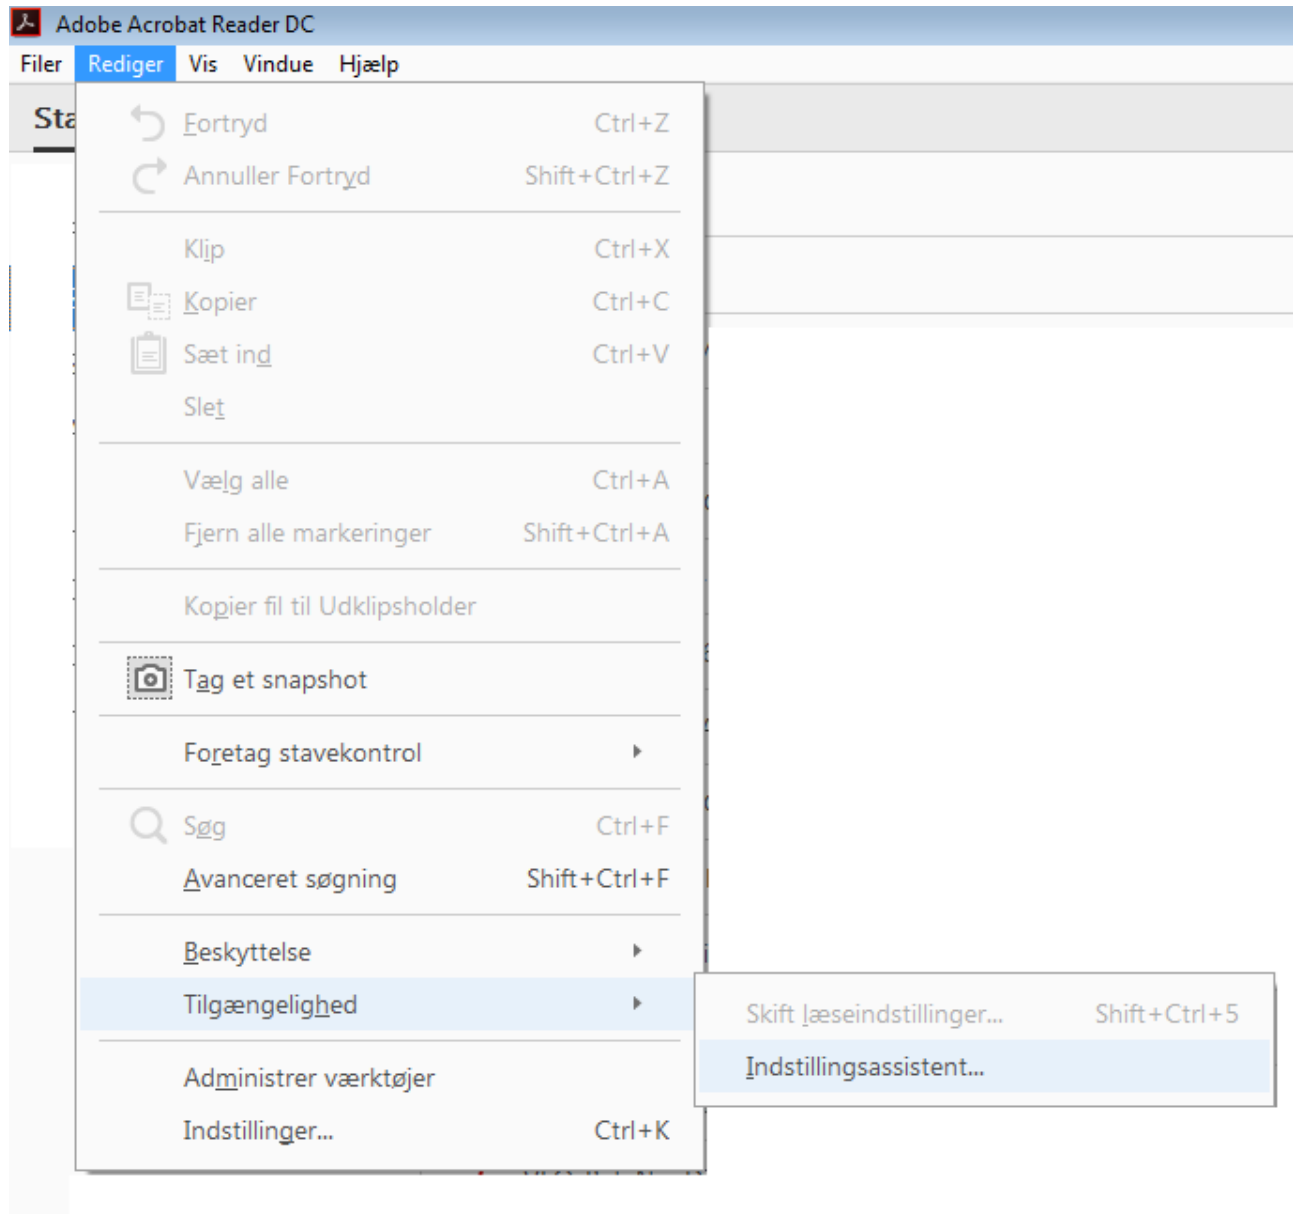 Adobe Acrobat Reader DC
Filer Rediger Vis Vindue Hjælp
Sta
Fortryd Ctrl+Z
Annuller Fortryd Shift+Ctrl+Z
Klip Ctrl+X
Kopier Ctrl+C
Sæt ind Ctrl+V
Slet
Vælg alle Ctrl+A
Fjern alle markeringer Shift+Ctrl+A
Kopier fil til Udklipsholder
Tag et snapshot
Foretag stavekontrol
Søg Ctrl+F
Avanceret søgning Shift+Ctrl+F
Beskyttelse
Tilgængelighed
Skift læseindstillinger... Shift+Ctrl+5
Indstillingsassistent...
Administrer værktøjer
Indstillinger... Ctrl+K